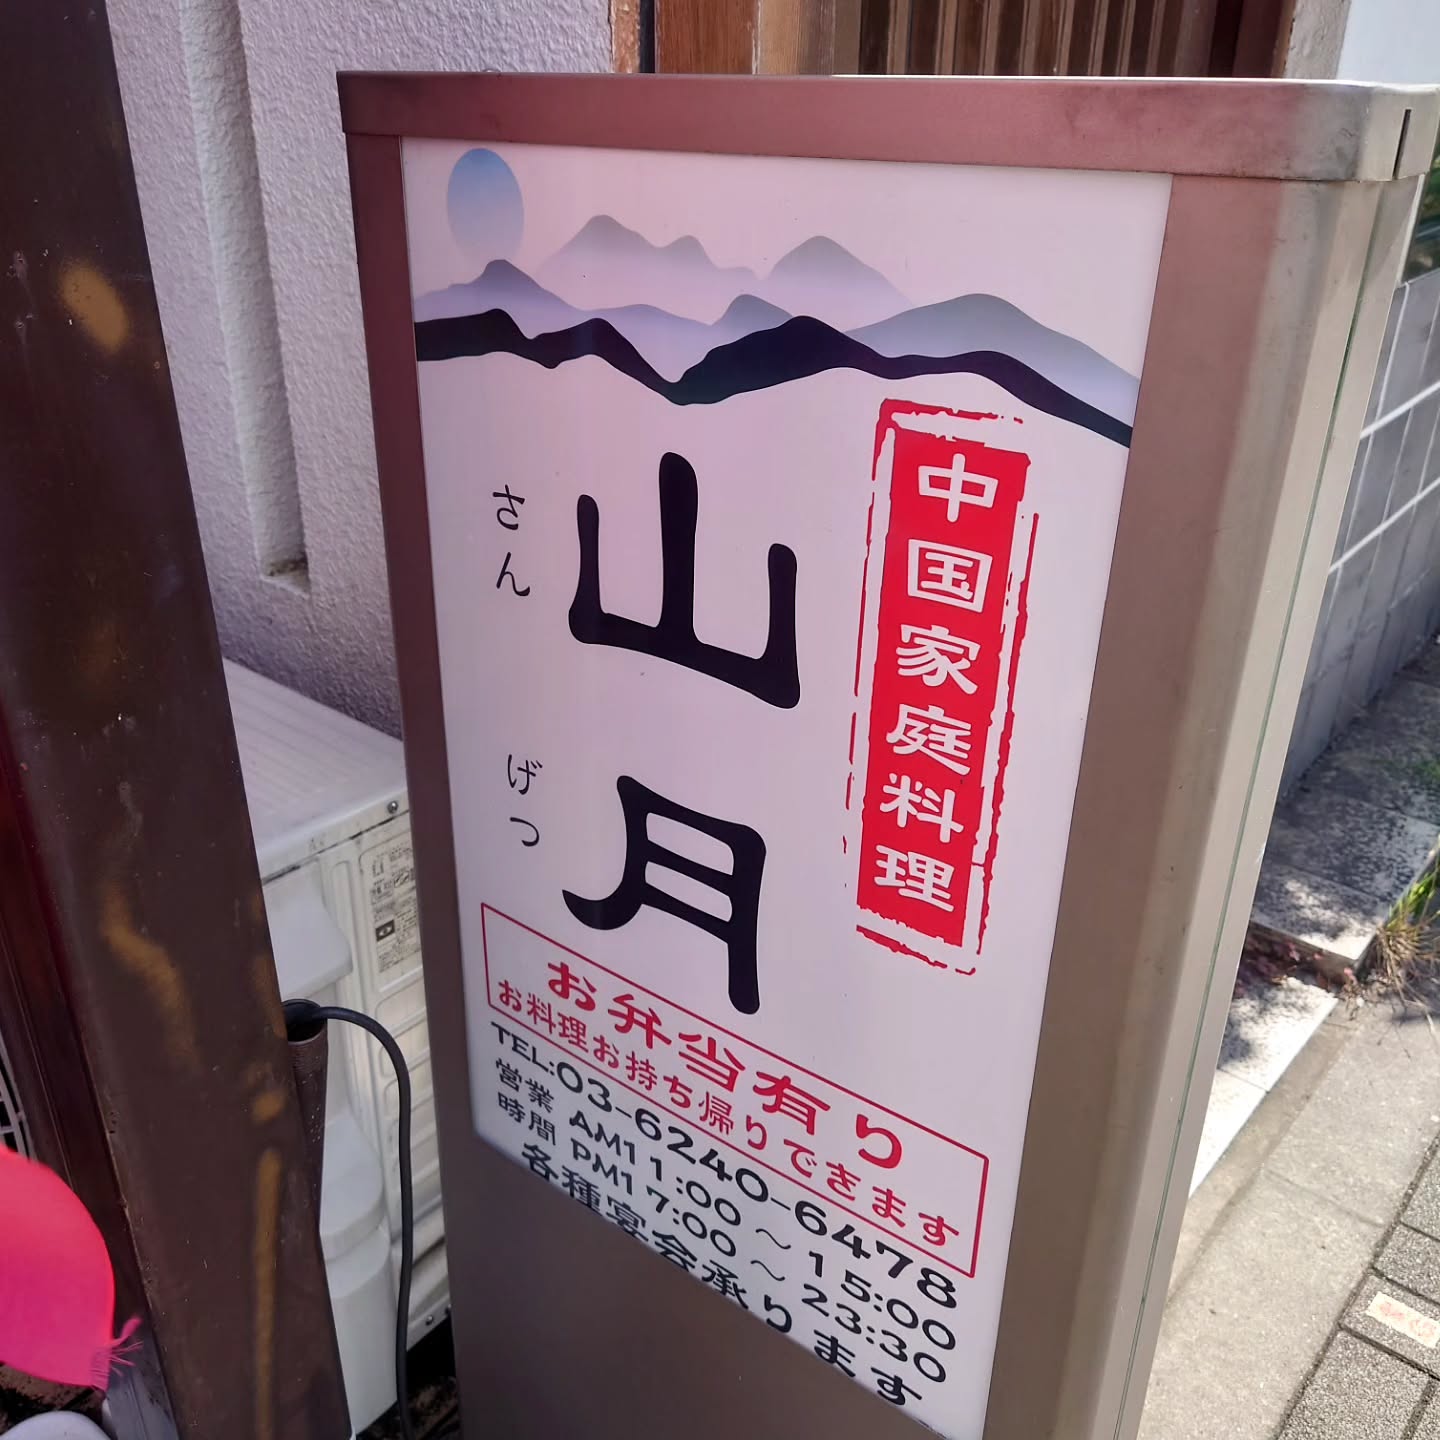 中国家庭料理
山月
さんげつ
お弁当有り
お料理お持ち帰りできます
TEL:03-6240-6478
営業時間
AM11:00～15:00
PM17:00～23:30
各種宴会承ります